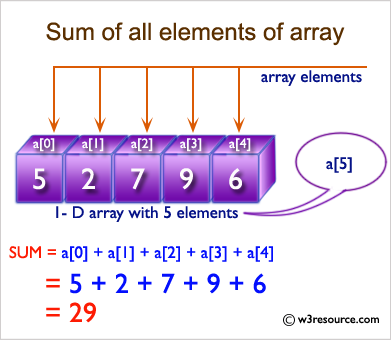 Sum of all elements of array
array elements
a[0] a[1] a[2] a[3] a[4]
5 2 7 9 6
a[5]
1- D array with 5 elements
SUM = a[0] + a[1] + a[2] + a[3] + a[4]
= 5 + 2 + 7 + 9 + 6
= 29
© w3resource.com